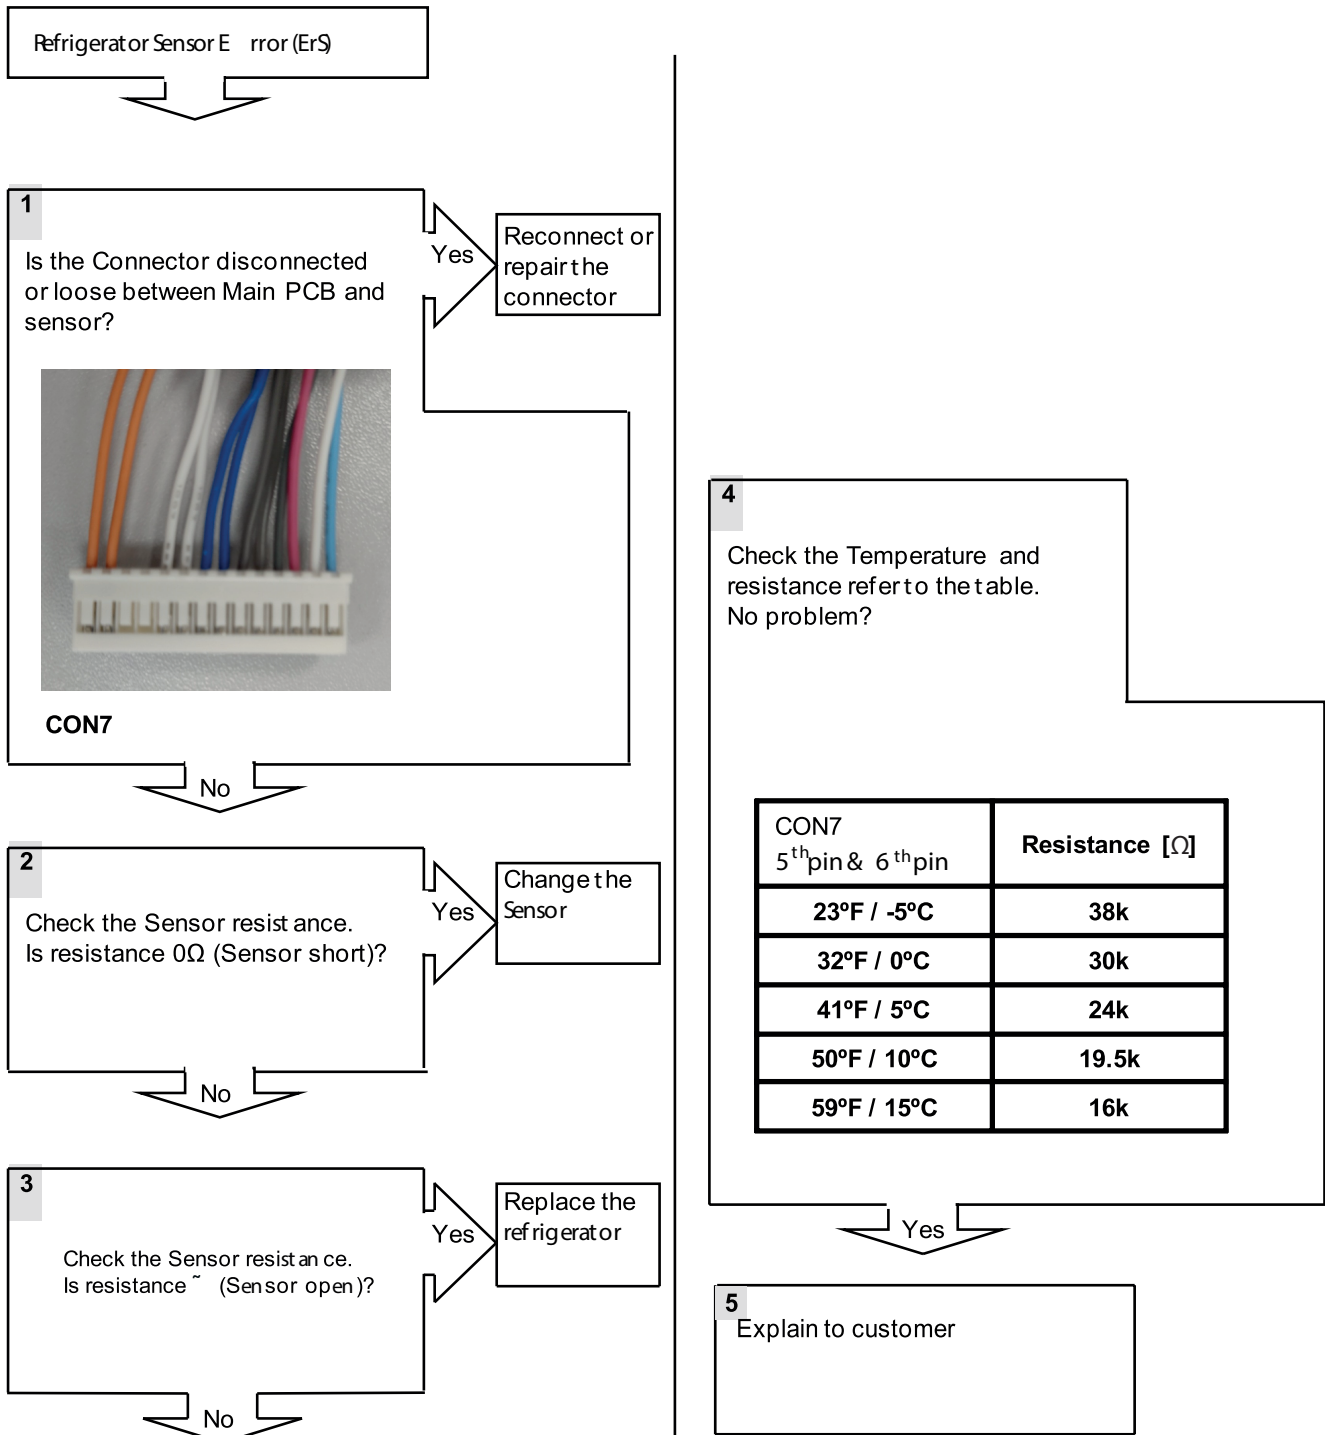 Refrigerator Sensor Error (ErS)
1
Is the Connector disconnected
or loose between Main PCB and
sensor?
CON7
Yes
Reconnect or
repair the
connector
No
2
Check the Sensor resistance.
Is resistance 0Ω (Sensor short)?
Yes
Change the
Sensor
No
3
Check the Sensor resistance.
Is resistance ˜ (Sensor open)?
Yes
Replace the
refrigerator
No
4
Check the Temperature and
resistance refer to the table.
No problem?
CON7
5th pin & 6th pin
Resistance [Ω]
23ºF / -5ºC 38k
32ºF / 0ºC 30k
41ºF / 5ºC 24k
50ºF / 10ºC 19.5k
59ºF / 15ºC 16k
Yes
5
Explain to customer